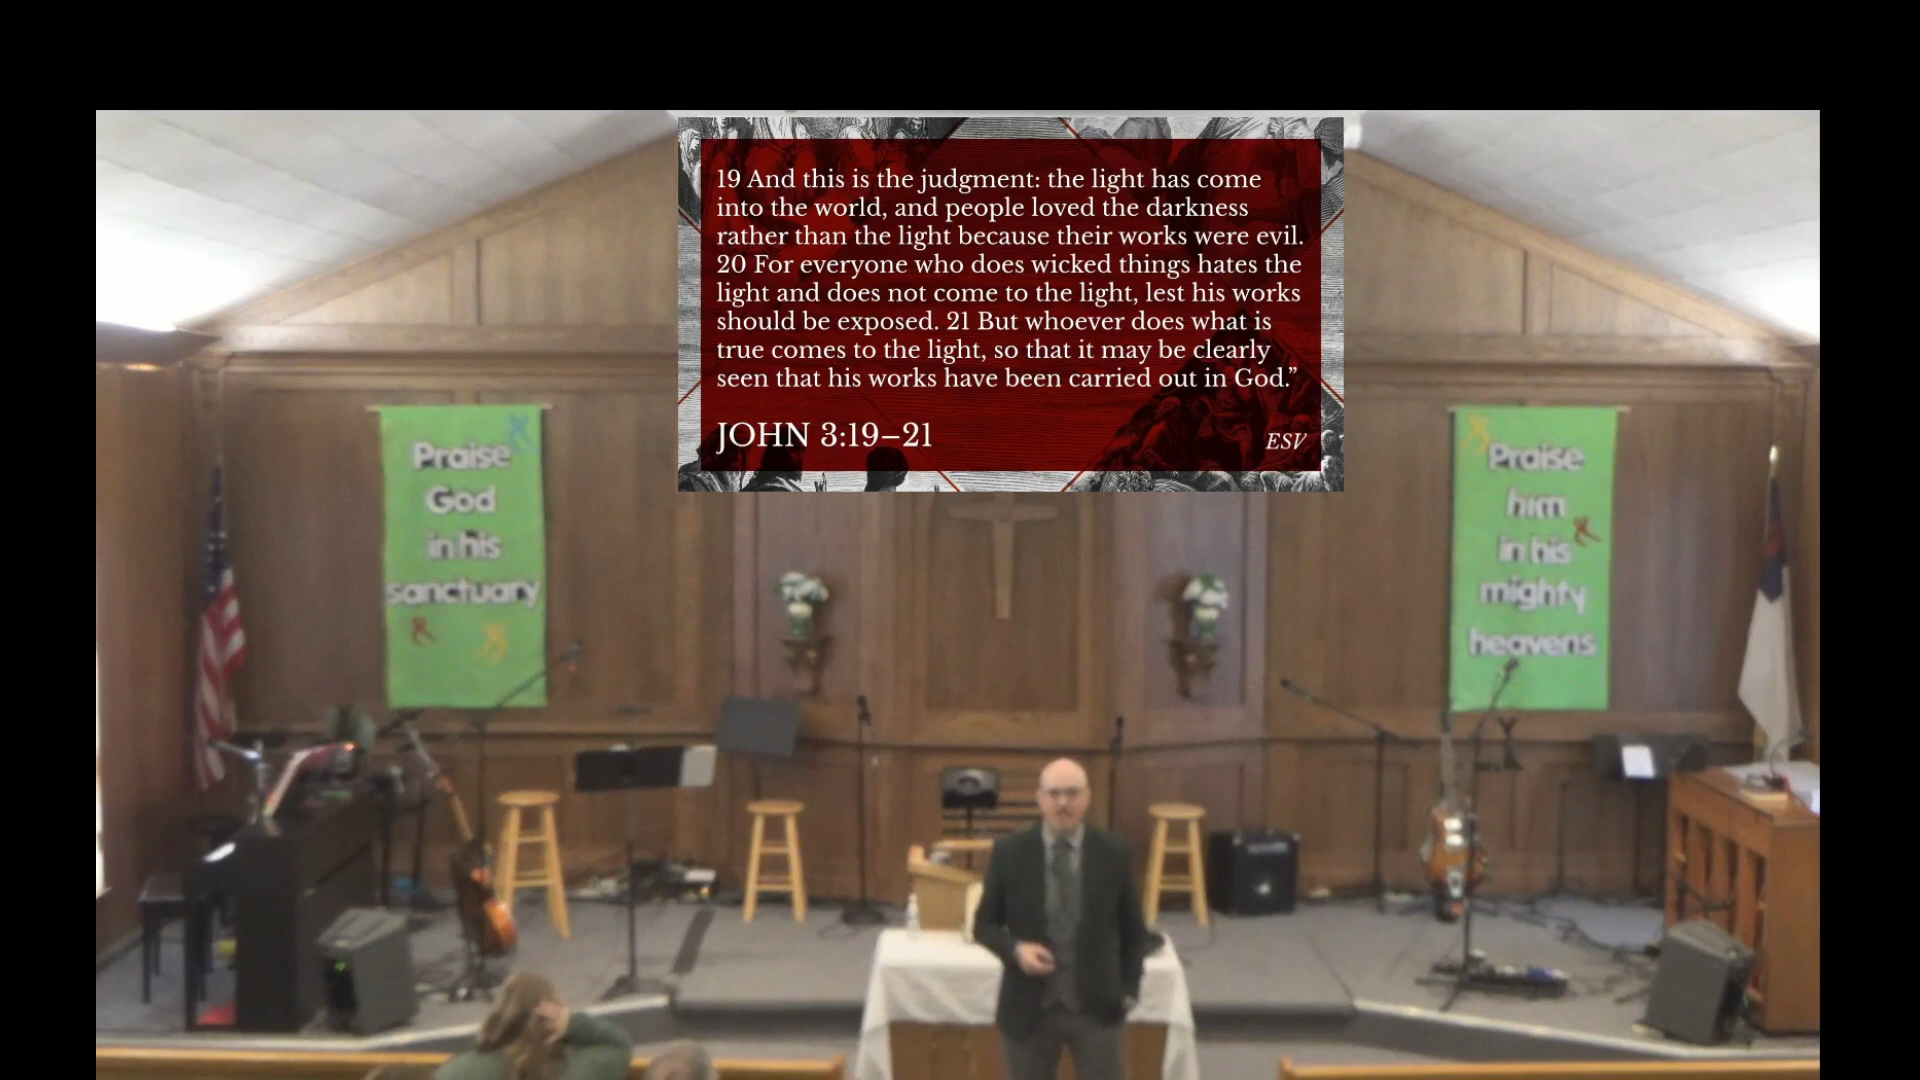 19 And this is the judgment: the light has come
into the world, and people loved the darkness
rather than the light because their works were evil.
20 For everyone who does wicked things hates the
light and does not come to the light, lest his works
should be exposed. 21 But whoever does what is
true comes to the light, so that it may be clearly
seen that his works have been carried out in God.”
JOHN 3:19–21
ESV
Praise
God
in his
sanctuary
Praise
him
in his
mighty
heavens